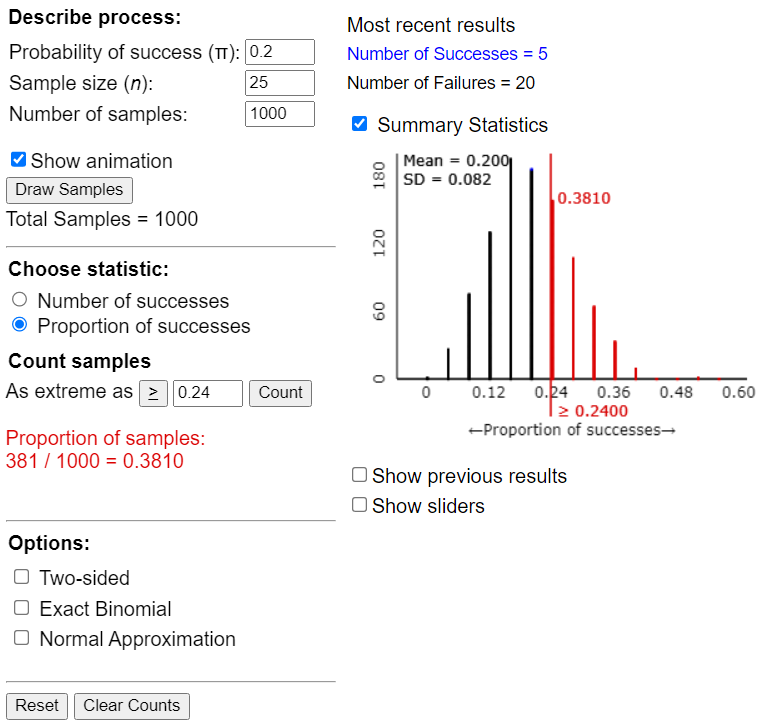 Describe process:
Probability of success (π): 0.2
Sample size (n): 25
Number of samples: 1000
Show animation
Draw Samples
Total Samples = 1000
Choose statistic:
Number of successes
Proportion of successes
Count samples
As extreme as ≥ 0.24 Count
Proportion of samples:
381 / 1000 = 0.3810
Options:
Two-sided
Exact Binomial
Normal Approximation
Reset Clear Counts
Most recent results
Number of Successes = 5
Number of Failures = 20
Summary Statistics
Mean = 0.200
SD = 0.082
0.3810
180
120
60
0
0 0.12 0.24 0.36 0.48 0.60
≥ 0.2400
←Proportion of successes→
Show previous results
Show sliders